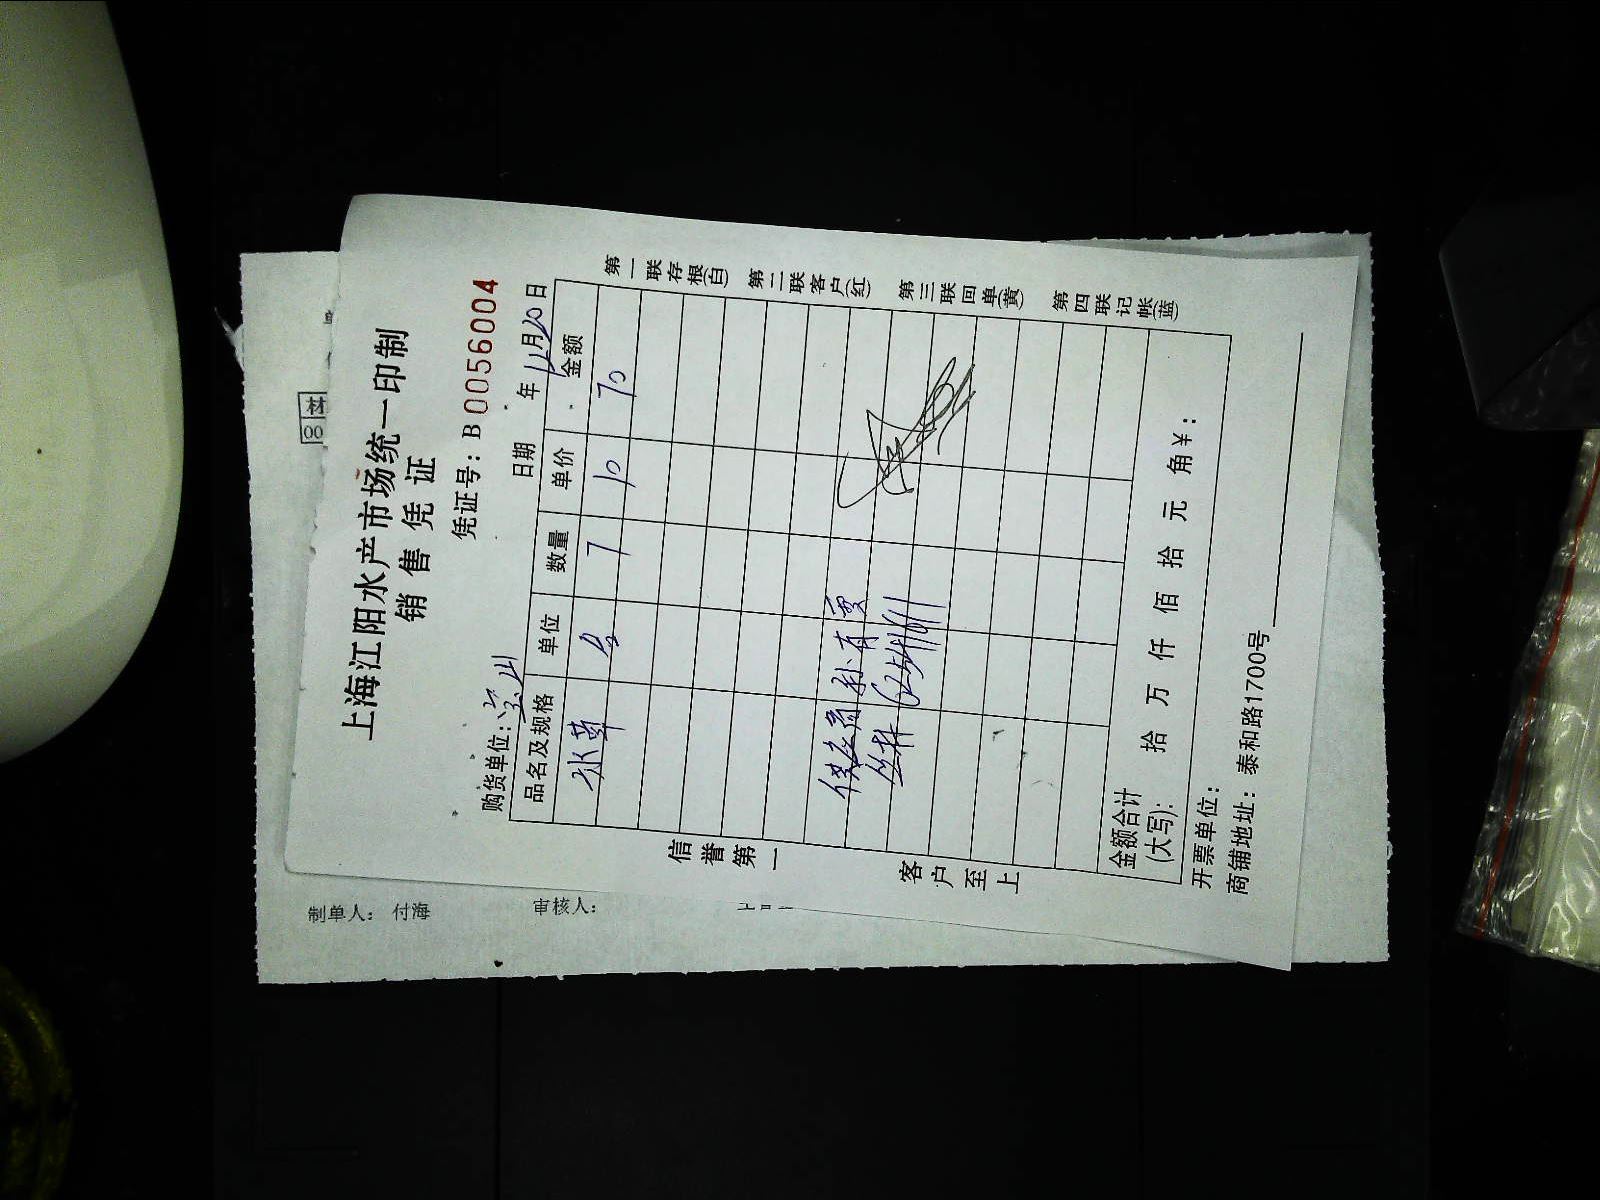 上海江阳水产市场统一印制
销售凭证
凭证号：B 0056004
购货单位：宝山 日期 年 11月20日
品名及规格 单位 数量 单价 金额
水草 7 10 70
金额合计(大写)： 拾 万 仟 佰 拾 元 角 ¥：
开票单位：
商铺地址：泰和路1700号
信誉第一
客户至上
第一联存根(白)
第二联客户(红)
第三联回单(黄)
第四联记帐(蓝)
材
00
制单人： 付海
审核人：